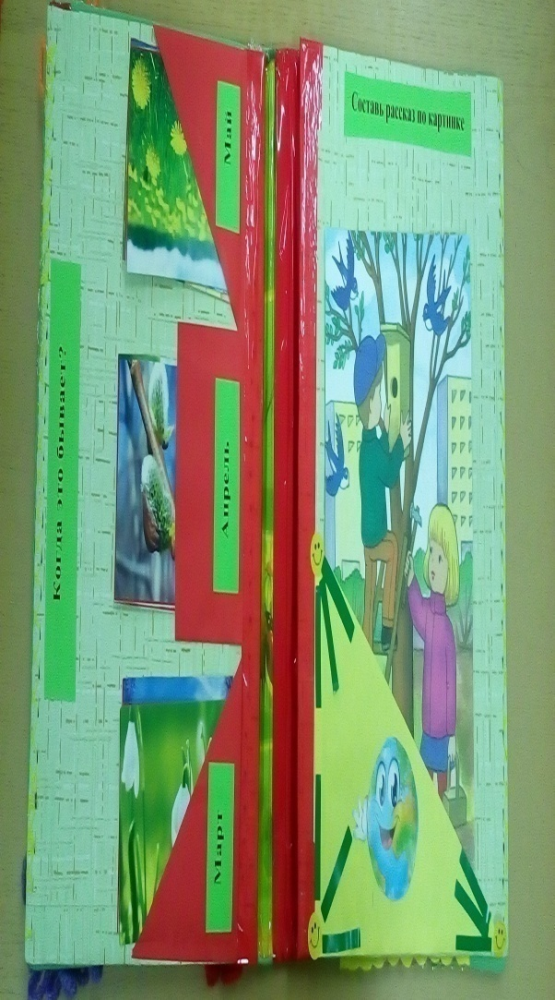 Когда это бывает?
Март
Апрель
Май
Составь рассказ по картинке